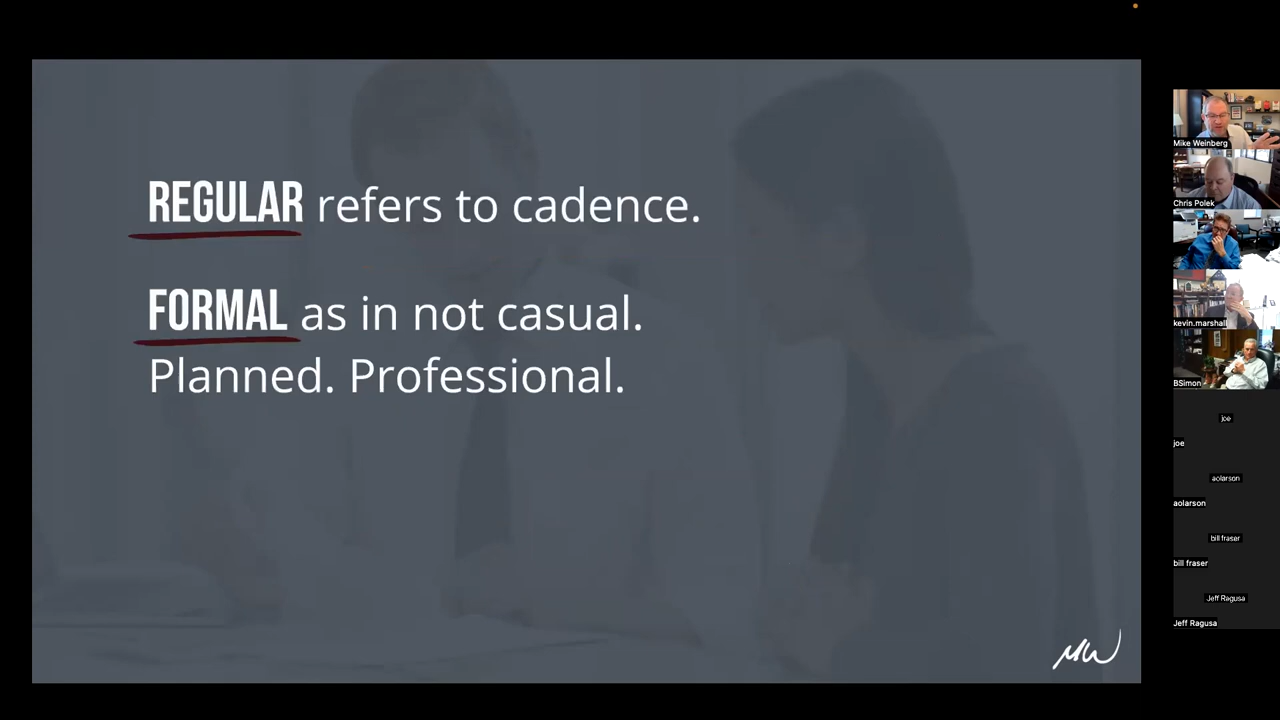 REGULAR refers to cadence.
FORMAL as in not casual.
Planned. Professional.
MW
Mike Weinberg
Chris Polek
kevin.marshall
BSimon
joe
joe
aolarson
aolarson
bill fraser
bill fraser
Jeff Ragusa
Jeff Ragusa